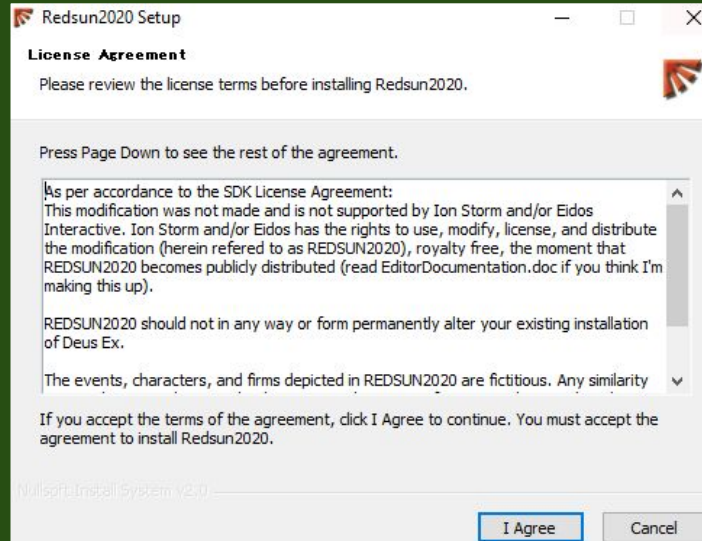 Redsun2020 Setup
License Agreement
Please review the license terms before installing Redsun2020.
Press Page Down to see the rest of the agreement.
As per accordance to the SDK License Agreement:
This modification was not made and is not supported by Ion Storm and/or Eidos
Interactive. Ion Storm and/or Eidos has the rights to use, modify, license, and distribute
the modification (herein refered to as REDSUN2020), royalty free, the moment that
REDSUN2020 becomes publicly distributed (read EditorDocumentation.doc if you think I'm
making this up).
REDSUN2020 should not in any way or form permanently alter your existing installation
of Deus Ex.
The events, characters, and firms depicted in REDSUN2020 are fictitious. Any similarity
If you accept the terms of the agreement, click I Agree to continue. You must accept the
agreement to install Redsun2020.
Nullsoft Install System v2.0
I Agree
Cancel